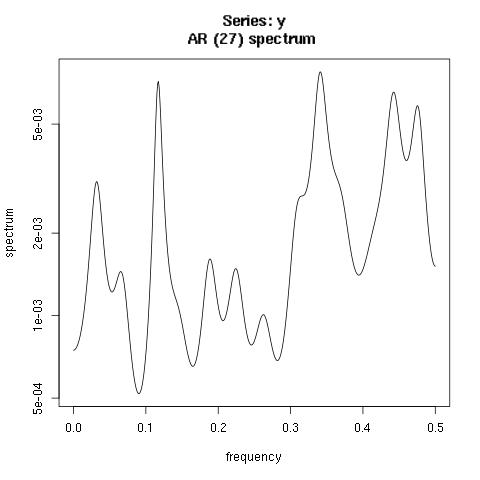 Series: y
AR (27) spectrum
5e-03
2e-03
1e-03
5e-04
spectrum
0.0 0.1 0.2 0.3 0.4 0.5
frequency